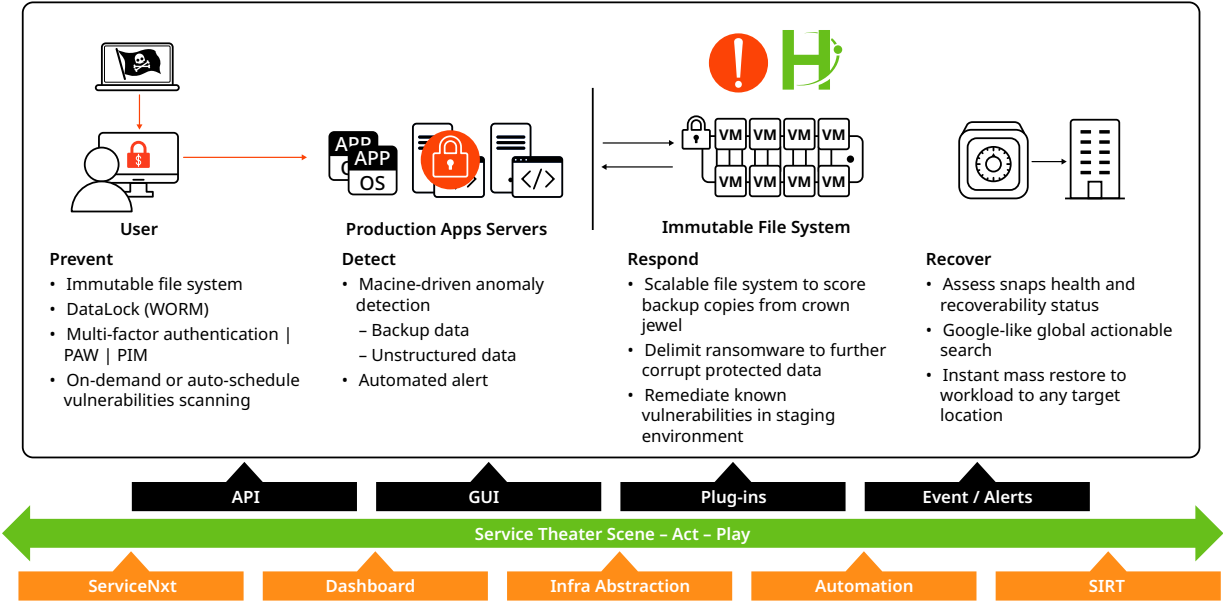 $
APP
APP
OS
</>
VM VM VM VM
VM VM VM VM
User
Production Apps Servers
Immutable File System
Prevent
• Immutable file system
• DataLock (WORM)
• Multi-factor authentication |
PAW | PIM
• On-demand or auto-schedule
vulnerabilities scanning
Detect
• Macine-driven anomaly
detection
– Backup data
– Unstructured data
• Automated alert
Respond
• Scalable file system to score
backup copies from crown
jewel
• Delimit ransomware to further
corrupt protected data
• Remediate known
vulnerabilities in staging
environment
Recover
• Assess snaps health and
recoverability status
• Google-like global actionable
search
• Instant mass restore to
workload to any target
location
API
GUI
Plug-ins
Event / Alerts
Service Theater Scene – Act – Play
ServiceNxt
Dashboard
Infra Abstraction
Automation
SIRT